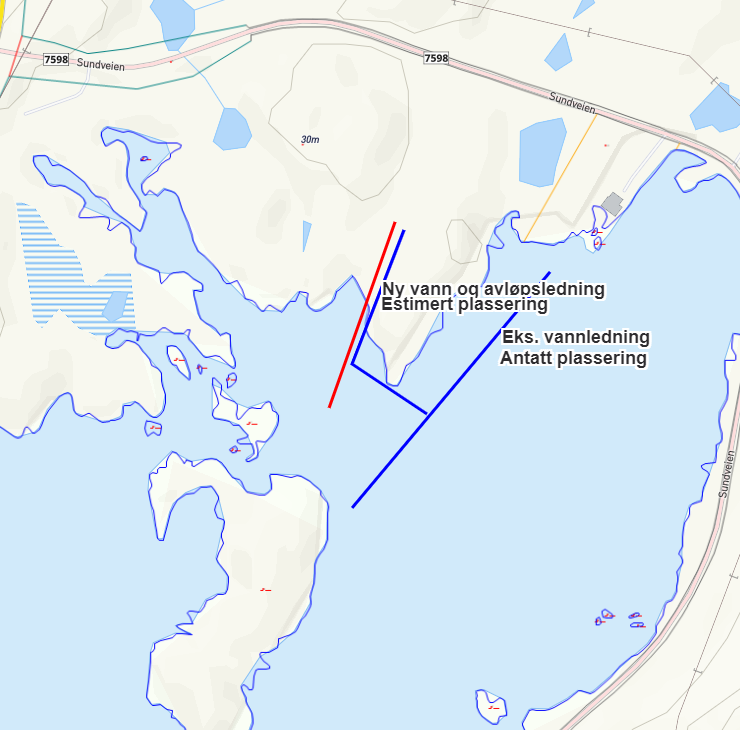 7598
Sundveien
7598
Sundveien
30m
Ny vann og avløpsledning
Estimert plassering
Eks. vannledning
Antatt plassering
Sundveien